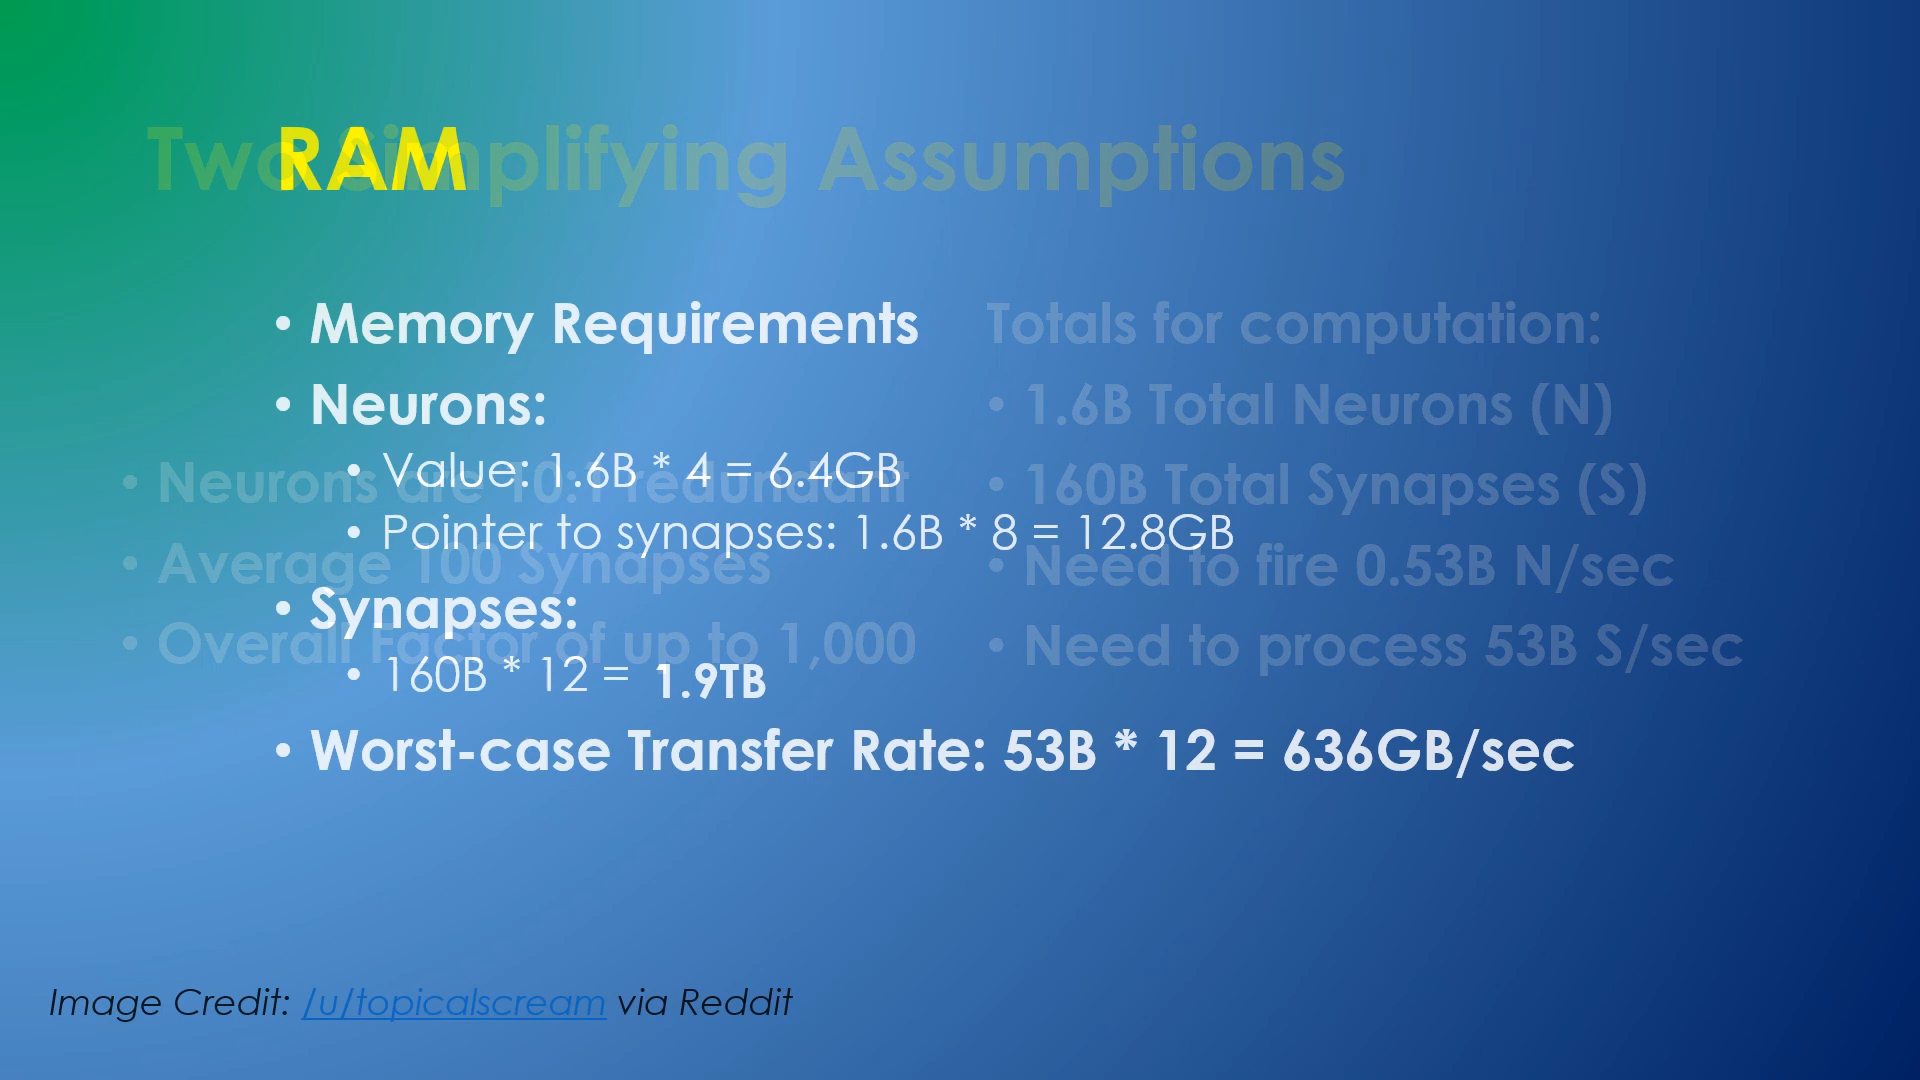 Two Simplifying Assumptions
RAM
• Memory Requirements
• Neurons:
• Value: 1.6B * 4 = 6.4GB
• Pointer to synapses: 1.6B * 8 = 12.8GB
• Synapses:
• 160B * 12 = 1.9TB
• Worst-case Transfer Rate: 53B * 12 = 636GB/sec
• Neurons are 10:1 redundant
• Average 100 Synapses
• Overall Factor of up to 1,000
Totals for computation:
• 1.6B Total Neurons (N)
• 160B Total Synapses (S)
• Need to fire 0.53B N/sec
• Need to process 53B S/sec
Image Credit: /u/topicalscream via Reddit